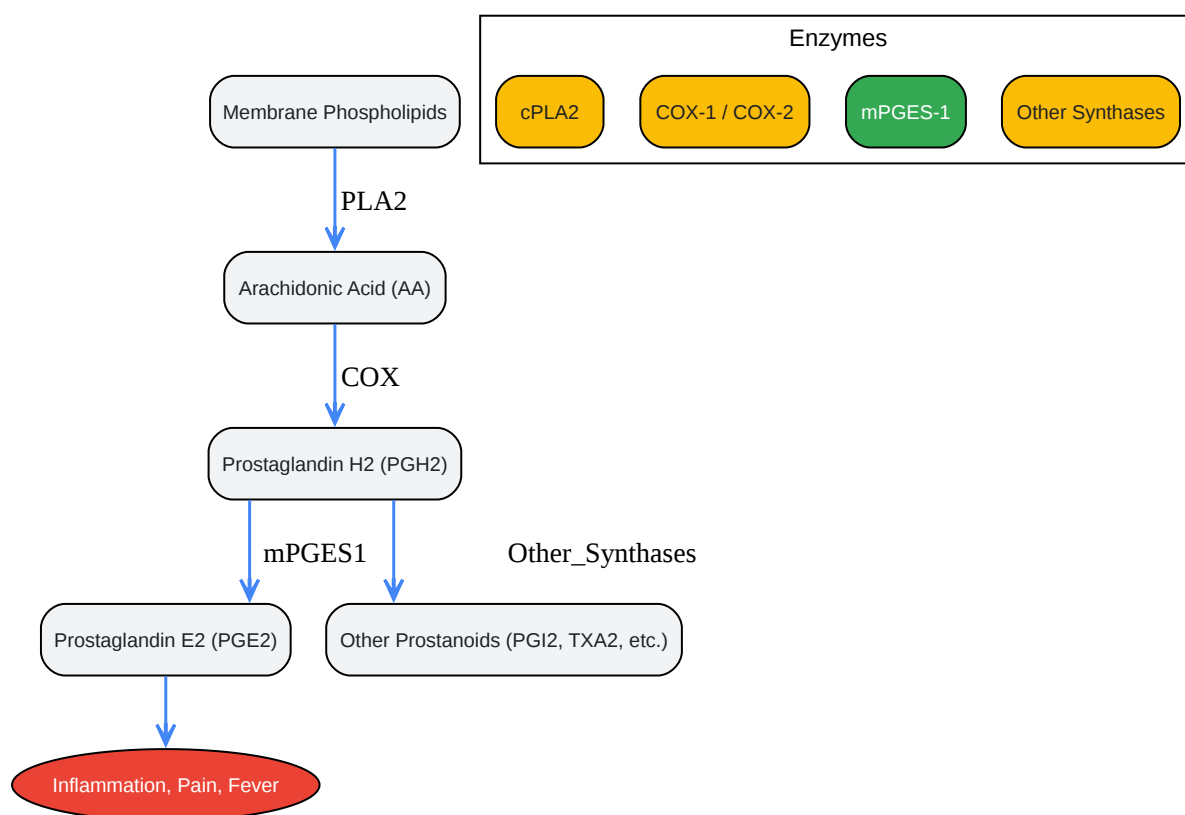 Enzymes
cPLA2
COX-1 / COX-2
mPGES-1
Other Synthases
Membrane Phospholipids
PLA2
Arachidonic Acid (AA)
COX
Prostaglandin H2 (PGH2)
mPGES1
Other_Synthases
Prostaglandin E2 (PGE2)
Other Prostanoids (PGI2, TXA2, etc.)
Inflammation, Pain, Fever